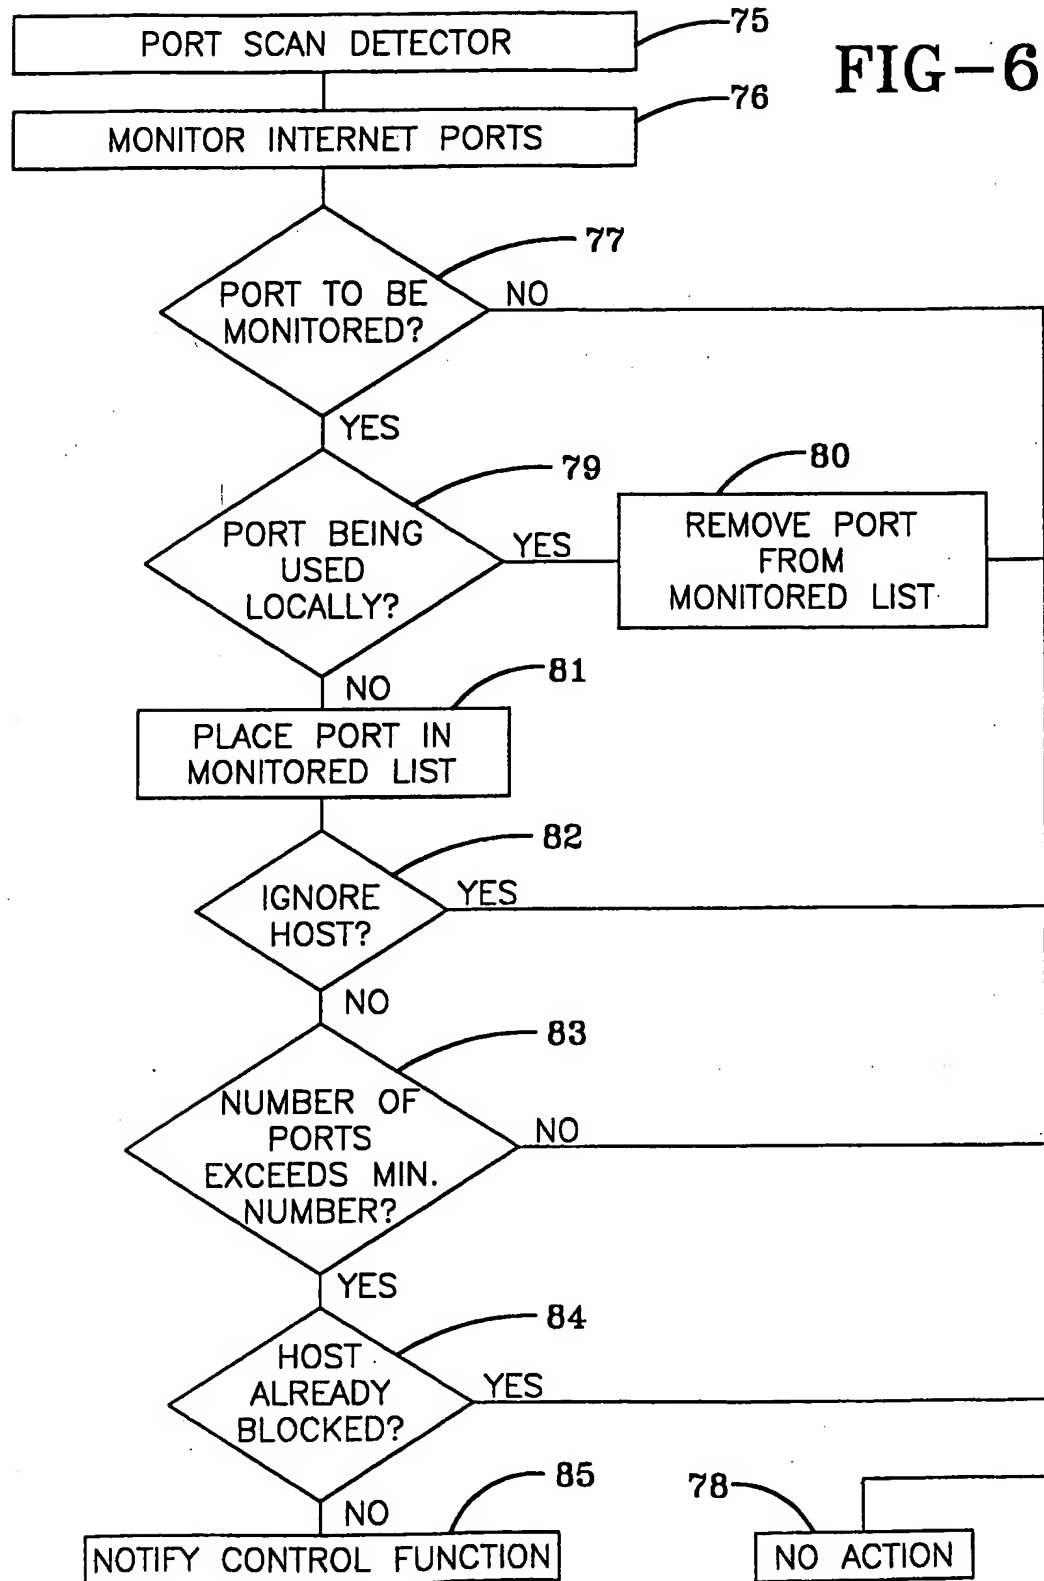 PORT SCAN DETECTOR
75
FIG-6
MONITOR INTERNET PORTS
76
77
PORT TO BE
MONITORED?
NO
YES
79
PORT BEING
USED
LOCALLY?
YES
80
REMOVE PORT
FROM
MONITORED LIST
NO
81
PLACE PORT IN
MONITORED LIST
82
IGNORE
HOST?
YES
NO
83
NUMBER OF
PORTS
EXCEEDS MIN.
NUMBER?
NO
YES
84
HOST
ALREADY
BLOCKED?
YES
NO
85
NOTIFY CONTROL FUNCTION
78
NO ACTION